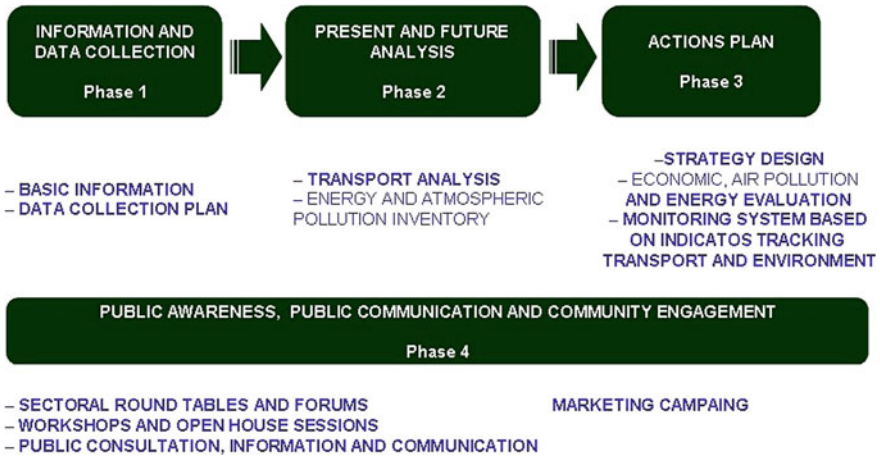 INFORMATION AND
DATA COLLECTION
Phase 1
PRESENT AND FUTURE
ANALYSIS
Phase 2
ACTIONS PLAN
Phase 3
– BASIC INFORMATION
– DATA COLLECTION PLAN
– TRANSPORT ANALYSIS
– ENERGY AND ATMOSPHERIC
POLLUTION INVENTORY
–STRATEGY DESIGN
– ECONOMIC, AIR POLLUTION
AND ENERGY EVALUATION
– MONITORING SYSTEM BASED
ON INDICATOS TRACKING
TRANSPORT AND ENVIRONMENT
PUBLIC AWARENESS, PUBLIC COMMUNICATION AND COMMUNITY ENGAGEMENT
Phase 4
– SECTORAL ROUND TABLES AND FORUMS
– WORKSHOPS AND OPEN HOUSE SESSIONS
– PUBLIC CONSULTATION, INFORMATION AND COMMUNICATION
MARKETING CAMPAING